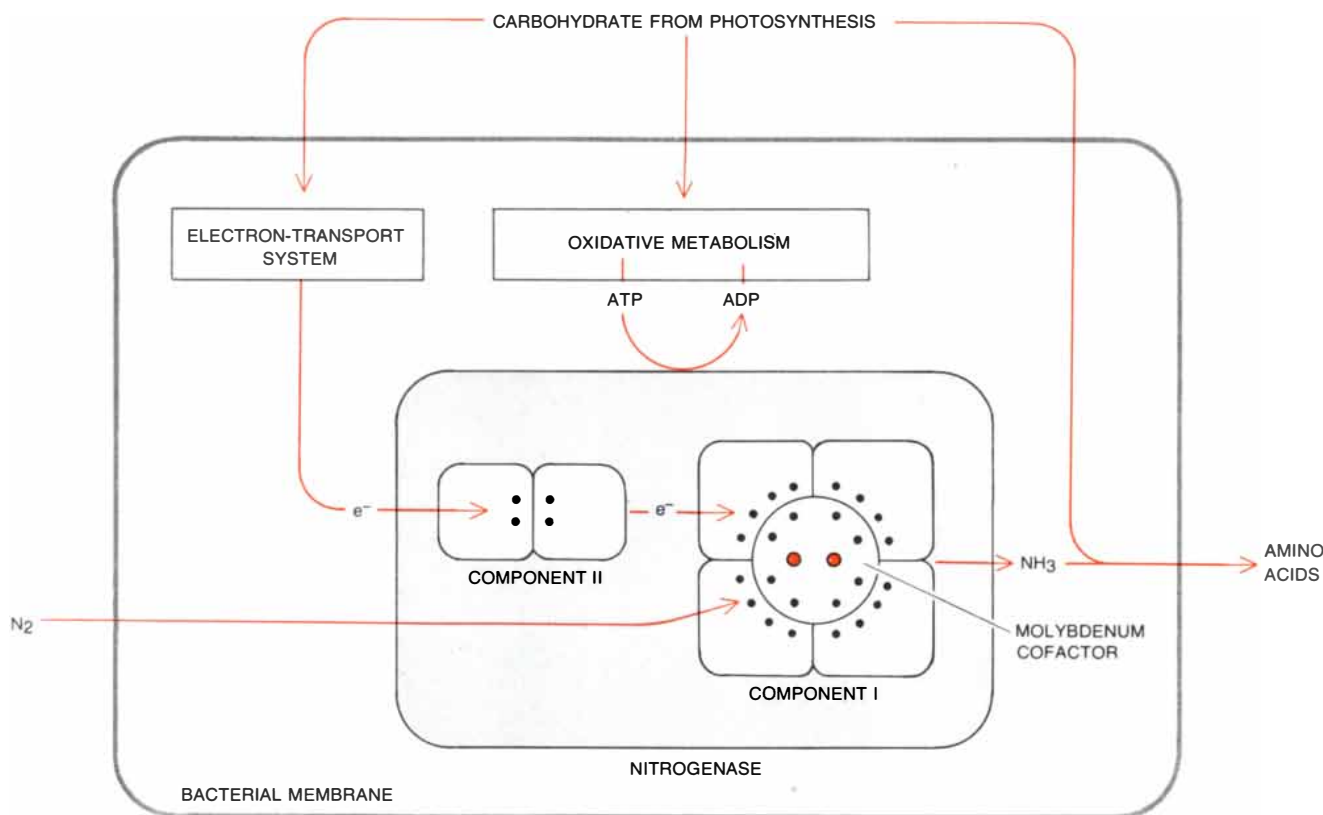 CARBOHYDRATE FROM PHOTOSYNTHESIS
ELECTRON-TRANSPORT
SYSTEM
OXIDATIVE METABOLISM
ATP
ADP
e⁻
e⁻
COMPONENT II
NH₃
AMINO
ACIDS
N₂
MOLYBDENUM
COFACTOR
COMPONENT I
NITROGENASE
BACTERIAL MEMBRANE